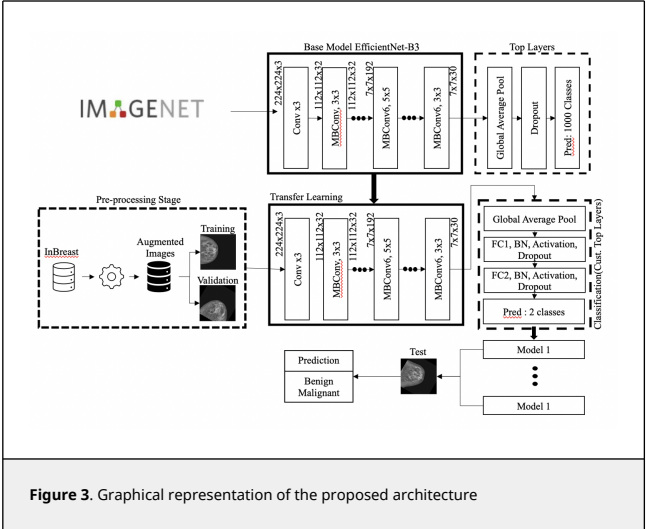 Base Model EfficientNet-B3
Top Layers
IMAGENET
224x224x3
Conv x3
112x112x32
MBConv, 3x3
112x112x32
7x7x192
MBConv6, 5x5
MBConv6, 3x3
7x7x30
Global Average Pool
Dropout
Pred: 1000 Classes
Pre-processing Stage
InBreast
Augmented
Images
Training
Validation
Transfer Learning
224x224x3
Conv x3
112x112x32
MBConv, 3x3
112x112x32
7x7x192
MBConv6, 5x5
MBConv6, 3x3
7x7x30
Global Average Pool
FC1, BN, Activation,
Dropout
FC2, BN, Activation,
Dropout
Pred : 2 classes
Classification(Cust. Top Layers)
Model 1
Model 1
Test
Prediction
Benign
Malignant
Figure 3. Graphical representation of the proposed architecture